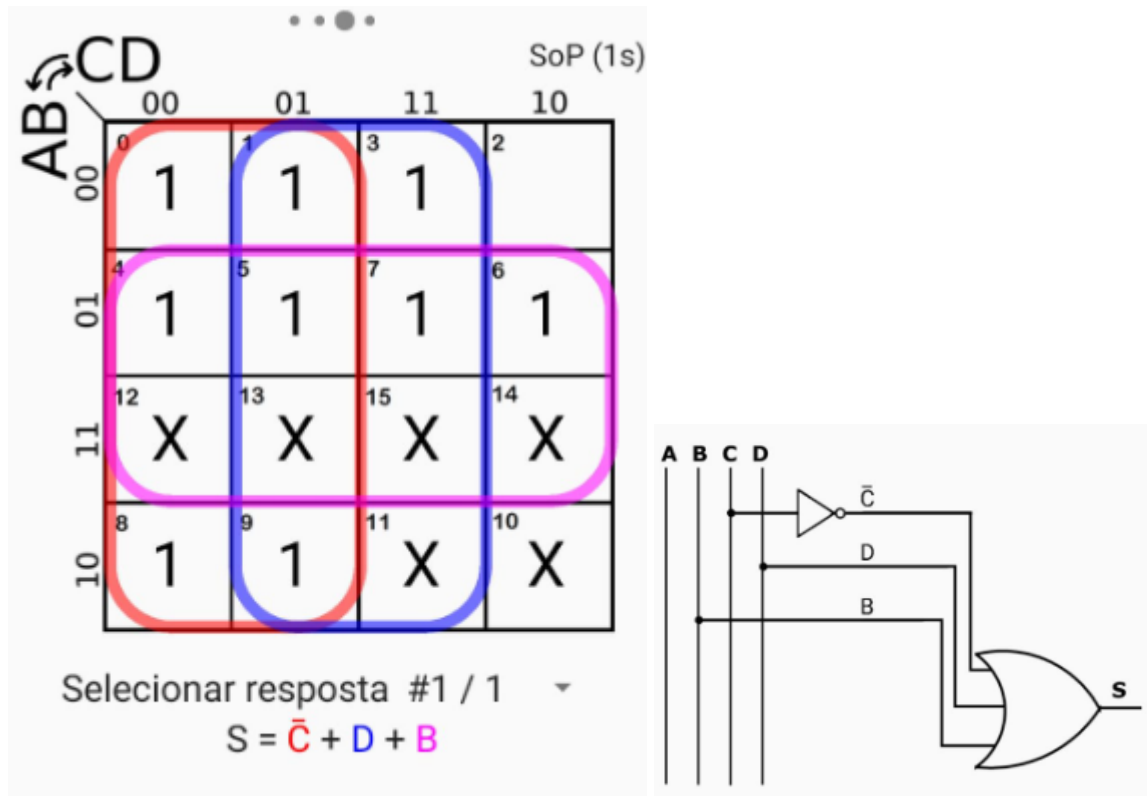 SoP (1s)
CD
AB
00 01 11 10
00
0 1 1 1 3 1 2
01
4 1 5 1 7 1 6 1
11
12 X 13 X 15 X 14 X
10
8 1 9 1 11 X 10 X
Selecionar resposta #1 / 1
S = C̄ + D + B
A B C D
C̄
D
B
S